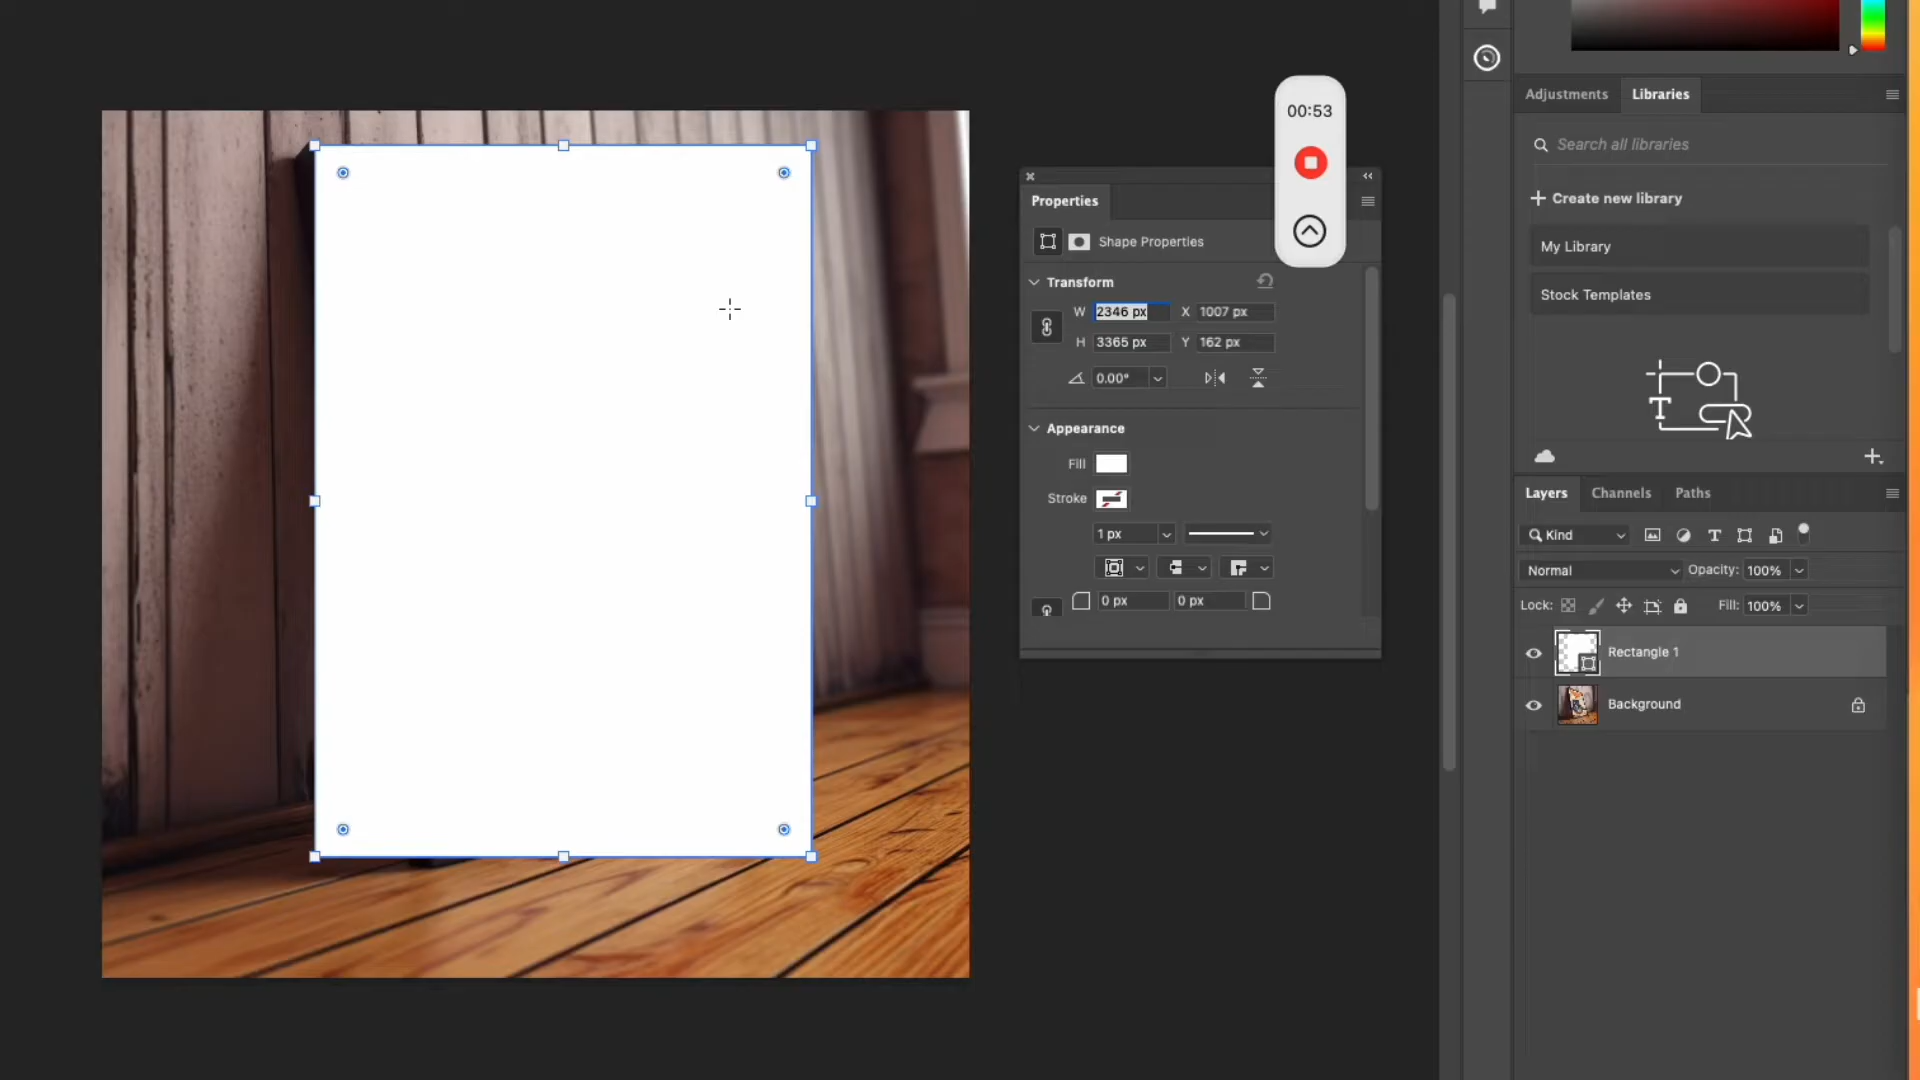 00:53
Properties
Shape Properties
Transform
W 2346 px X 1007 px
H 3365 px Y 162 px
0.00°
Appearance
Fill
Stroke
1 px
0 px 0 px
Adjustments Libraries
Search all libraries
Create new library
My Library
Stock Templates
T
Layers Channels Paths
Kind T
Normal Opacity: 100%
Lock: Fill: 100%
Rectangle 1
Background